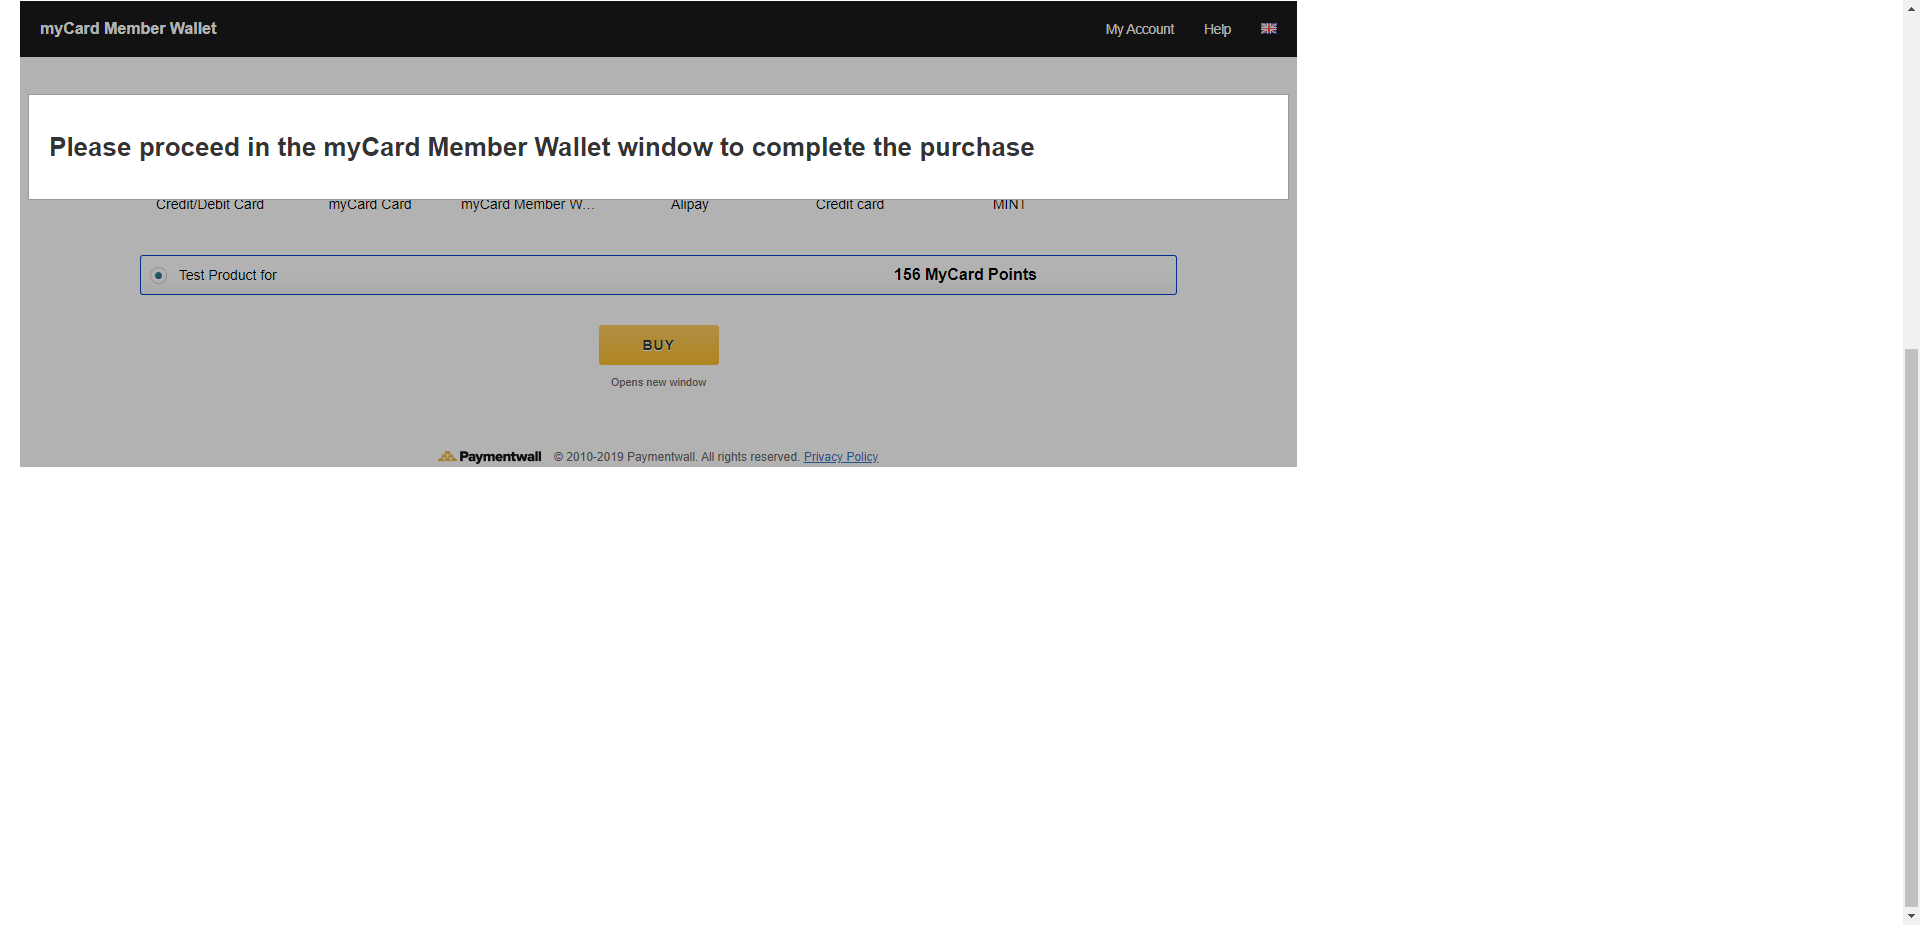 myCard Member Wallet
My Account Help
Please proceed in the myCard Member Wallet window to complete the purchase
Credit/Debit Card myCard Card myCard Member W... Alipay Credit card MINT
Test Product for 156 MyCard Points
BUY
Opens new window
Paymentwall © 2010-2019 Paymentwall. All rights reserved. Privacy Policy